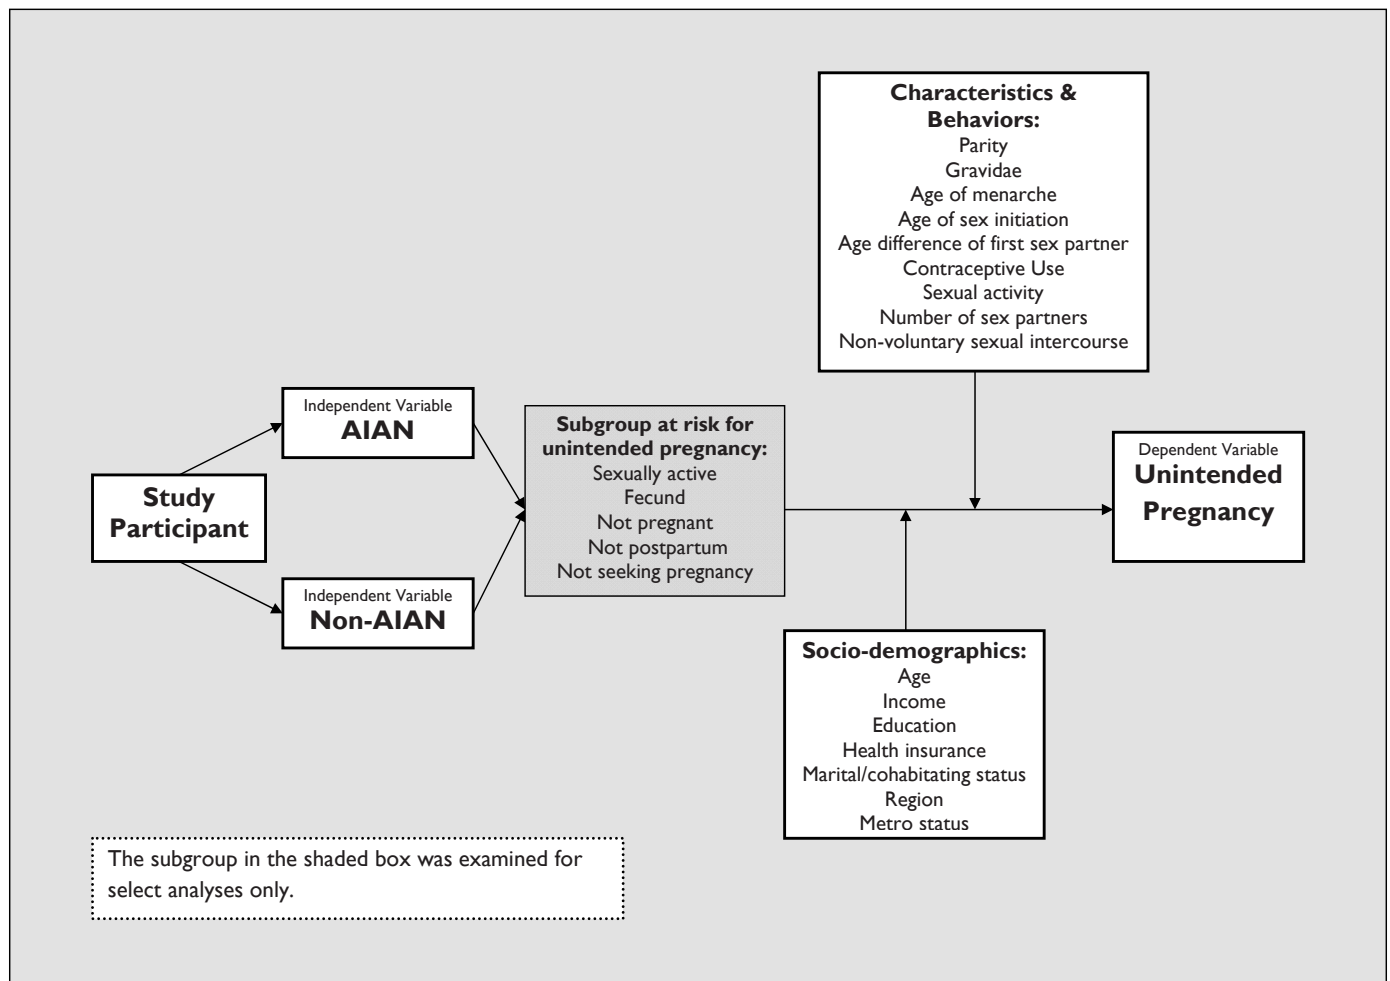 Characteristics &
Behaviors:
Parity
Gravidae
Age of menarche
Age of sex initiation
Age difference of first sex partner
Contraceptive Use
Sexual activity
Number of sex partners
Non-voluntary sexual intercourse
Independent Variable
AIAN
Study
Participant
Independent Variable
Non-AIAN
Subgroup at risk for
unintended pregnancy:
Sexually active
Fecund
Not pregnant
Not postpartum
Not seeking pregnancy
Dependent Variable
Unintended
Pregnancy
Socio-demographics:
Age
Income
Education
Health insurance
Marital/cohabitating status
Region
Metro status
The subgroup in the shaded box was examined for
select analyses only.